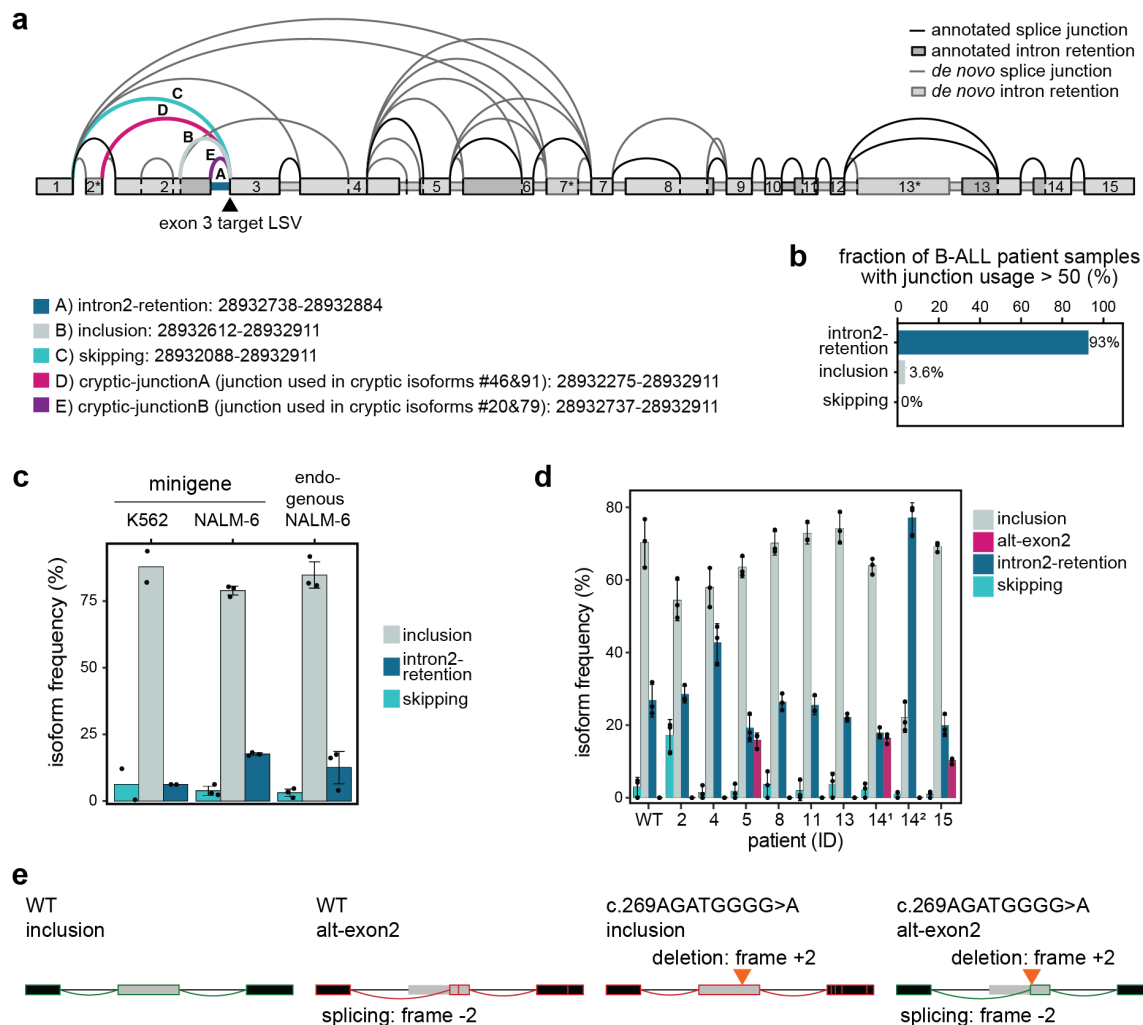 a
annotated splice junction
annotated intron retention
de novo splice junction
de novo intron retention
C
D
B
E
A
1 2* 2 3 4 5 6 7* 7 8 9 10 11 12 13* 13 14 15
exon 3 target LSV
A) intron2-retention: 28932738-28932884
B) inclusion: 28932612-28932911
C) skipping: 28932088-28932911
D) cryptic-junctionA (junction used in cryptic isoforms #46&91): 28932275-28932911
E) cryptic-junctionB (junction used in cryptic isoforms #20&79): 28932737-28932911
b
fraction of B-ALL patient samples
with junction usage > 50 (%)
0 20 40 60 80 100
intron2-
retention
93%
inclusion
3.6%
skipping
0%
c
minigene
endo-
genous
K562 NALM-6 NALM-6
isoform frequency (%)
75
50
25
0
inclusion
intron2-
retention
skipping
d
isoform frequency (%)
80
60
40
20
0
WT 2 4 5 8 11 13 14¹ 14² 15
patient (ID)
inclusion
alt-exon2
intron2-retention
skipping
e
WT
inclusion
WT
alt-exon2
splicing: frame -2
c.269AGATGGGG>A
inclusion
deletion: frame +2
c.269AGATGGGG>A
alt-exon2
deletion: frame +2
splicing: frame -2